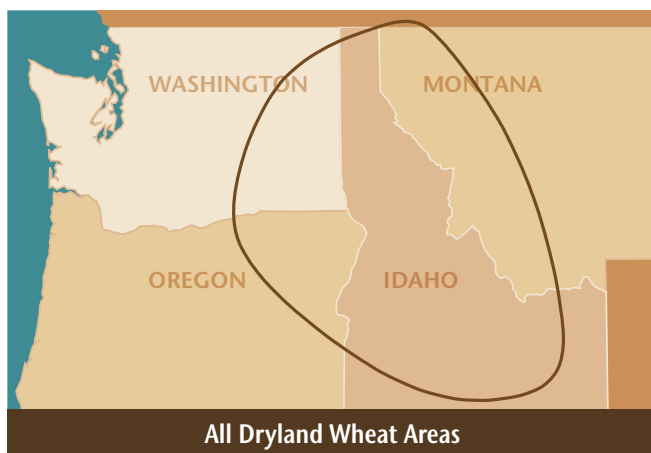 WASHINGTON
MONTANA
OREGON
IDAHO
All Dryland Wheat Areas